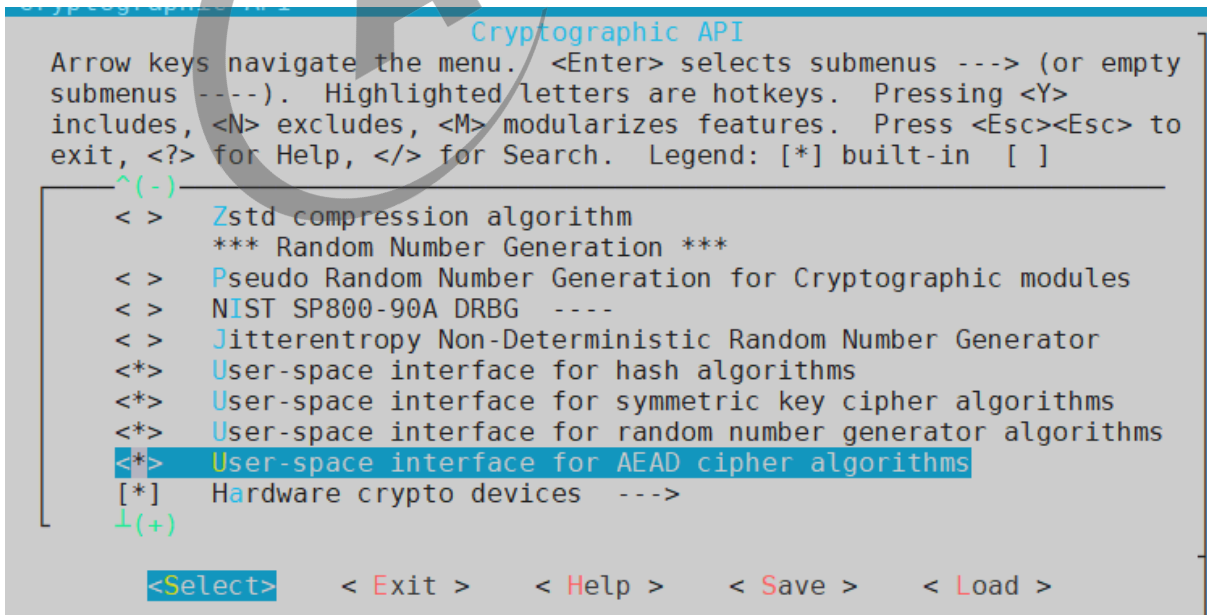 Cryptographic API
Cryptographic API
Arrow keys navigate the menu.  <Enter> selects submenus ---> (or empty
submenus ----).  Highlighted letters are hotkeys.  Pressing <Y>
includes, <N> excludes, <M> modularizes features.  Press <Esc><Esc> to
exit, <?> for Help, </> for Search.  Legend: [*] built-in  [ ]
^(-)
< >   Zstd compression algorithm
*** Random Number Generation ***
< >   Pseudo Random Number Generation for Cryptographic modules
< >   NIST SP800-90A DRBG  ----
< >   Jitterentropy Non-Deterministic Random Number Generator
<*>   User-space interface for hash algorithms
<*>   User-space interface for symmetric key cipher algorithms
<*>   User-space interface for random number generator algorithms
<*>   User-space interface for AEAD cipher algorithms
[*]   Hardware crypto devices  --->
┴(+)
<Select>    < Exit >    < Help >    < Save >    < Load >